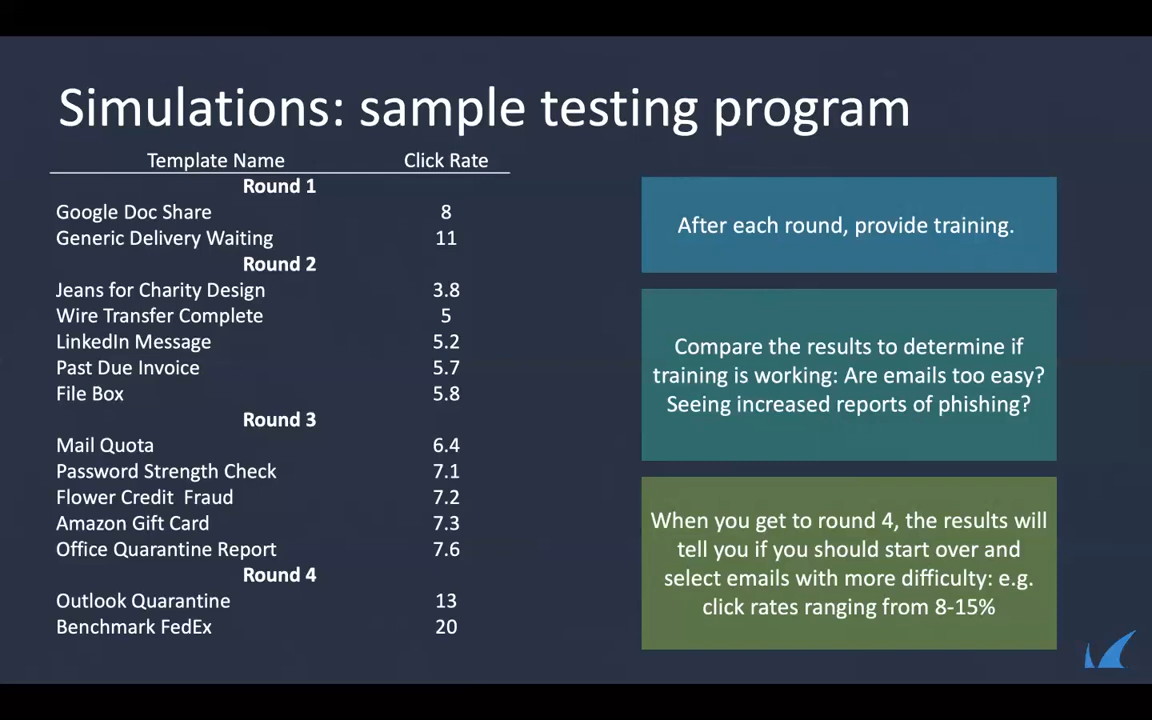 Simulations: sample testing program
Template Name Click Rate
Round 1
Google Doc Share 8
Generic Delivery Waiting 11
Round 2
Jeans for Charity Design 3.8
Wire Transfer Complete 5
LinkedIn Message 5.2
Past Due Invoice 5.7
File Box 5.8
Round 3
Mail Quota 6.4
Password Strength Check 7.1
Flower Credit Fraud 7.2
Amazon Gift Card 7.3
Office Quarantine Report 7.6
Round 4
Outlook Quarantine 13
Benchmark FedEx 20
After each round, provide training.
Compare the results to determine if
training is working: Are emails too easy?
Seeing increased reports of phishing?
When you get to round 4, the results will
tell you if you should start over and
select emails with more difficulty: e.g.
click rates ranging from 8-15%